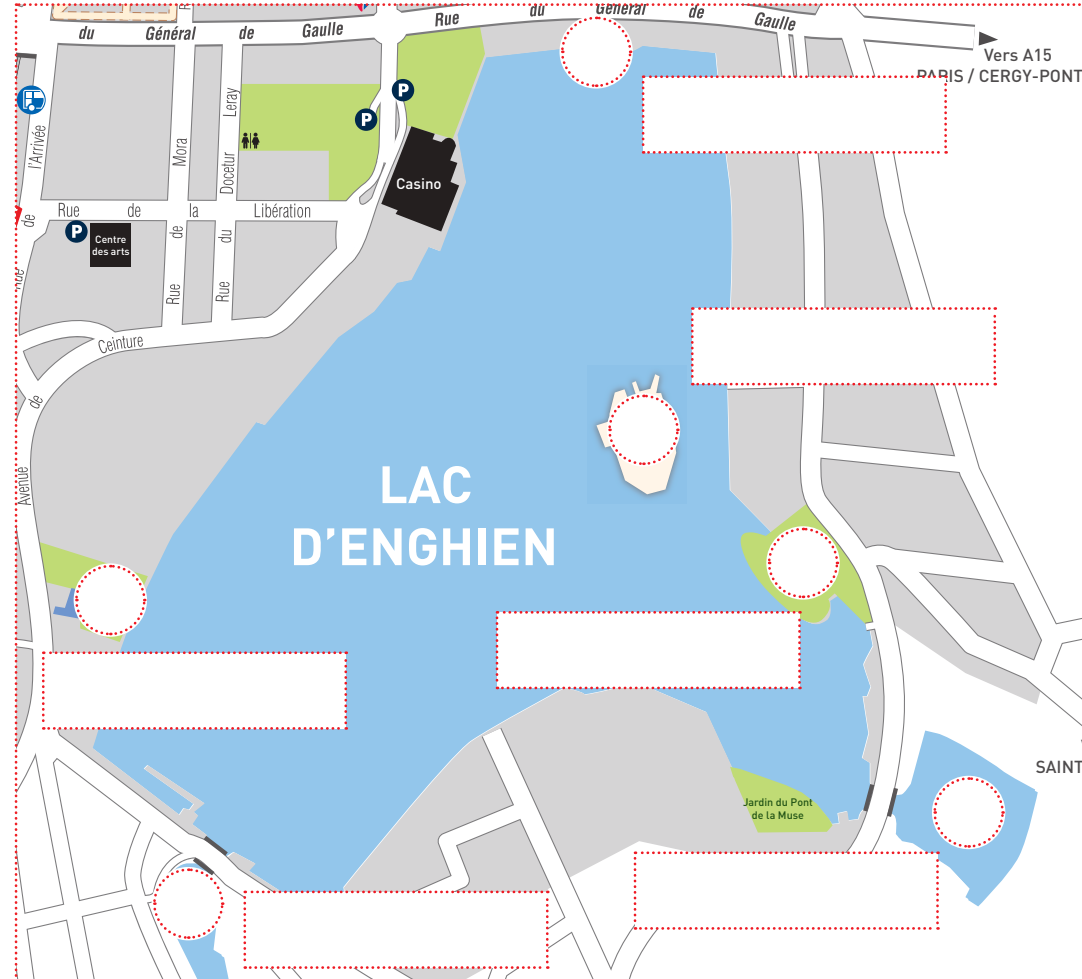 du Général de Gaulle
Rue du Général de Gaulle
Vers A15
PARIS / CERGY-PONT
P
P
l'Arrivée
de
Mora
de
Rue
Docetur Leray
du
Rue
Casino
Rue de la Libération
P
Centre
des arts
Ceinture
de
Avenue
LAC
D'ENGHIEN
Jardin du Pont
de la Muse
SAINT